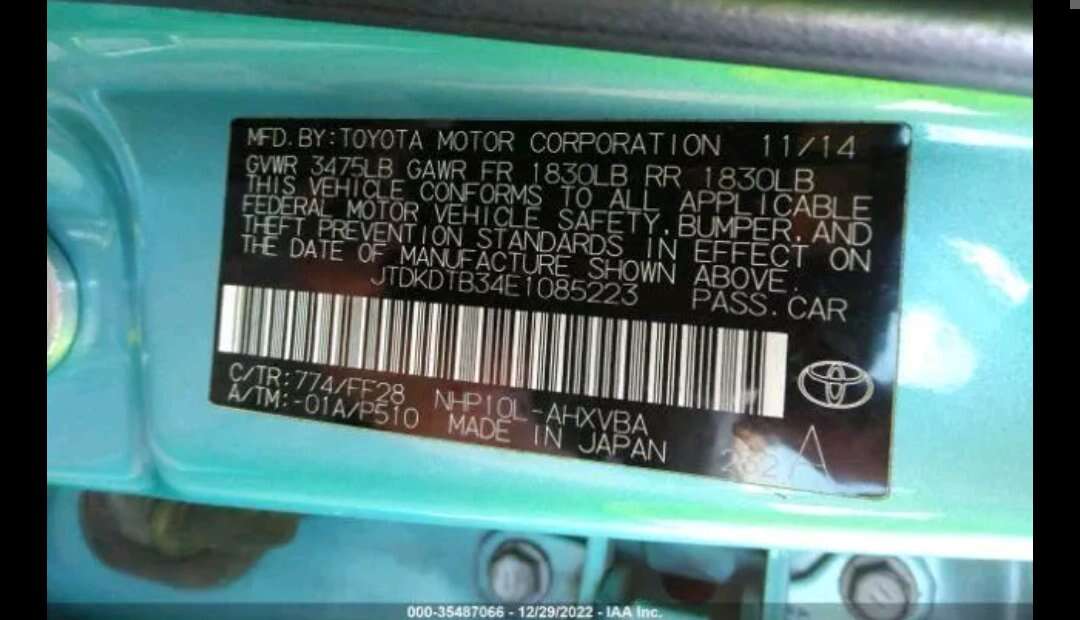 MFD.BY:TOYOTA MOTOR CORPORATION 11/14
GVWR 3475LB GAWR FR 1830LB RR 1830LB
THIS VEHICLE CONFORMS TO ALL APPLICABLE
FEDERAL MOTOR VEHICLE SAFETY,BUMPER,AND
THEFT PREVENTION STANDARDS IN EFFECT ON
THE DATE OF MANUFACTURE SHOWN ABOVE.
JTDKDTB34E1085223 PASS.CAR
C/TR:774/FF28 NHP10L-AHXVBA
A/TM:-01A/P510 MADE IN JAPAN
A
000-35487066 - 12/29/2022 - IAA Inc.